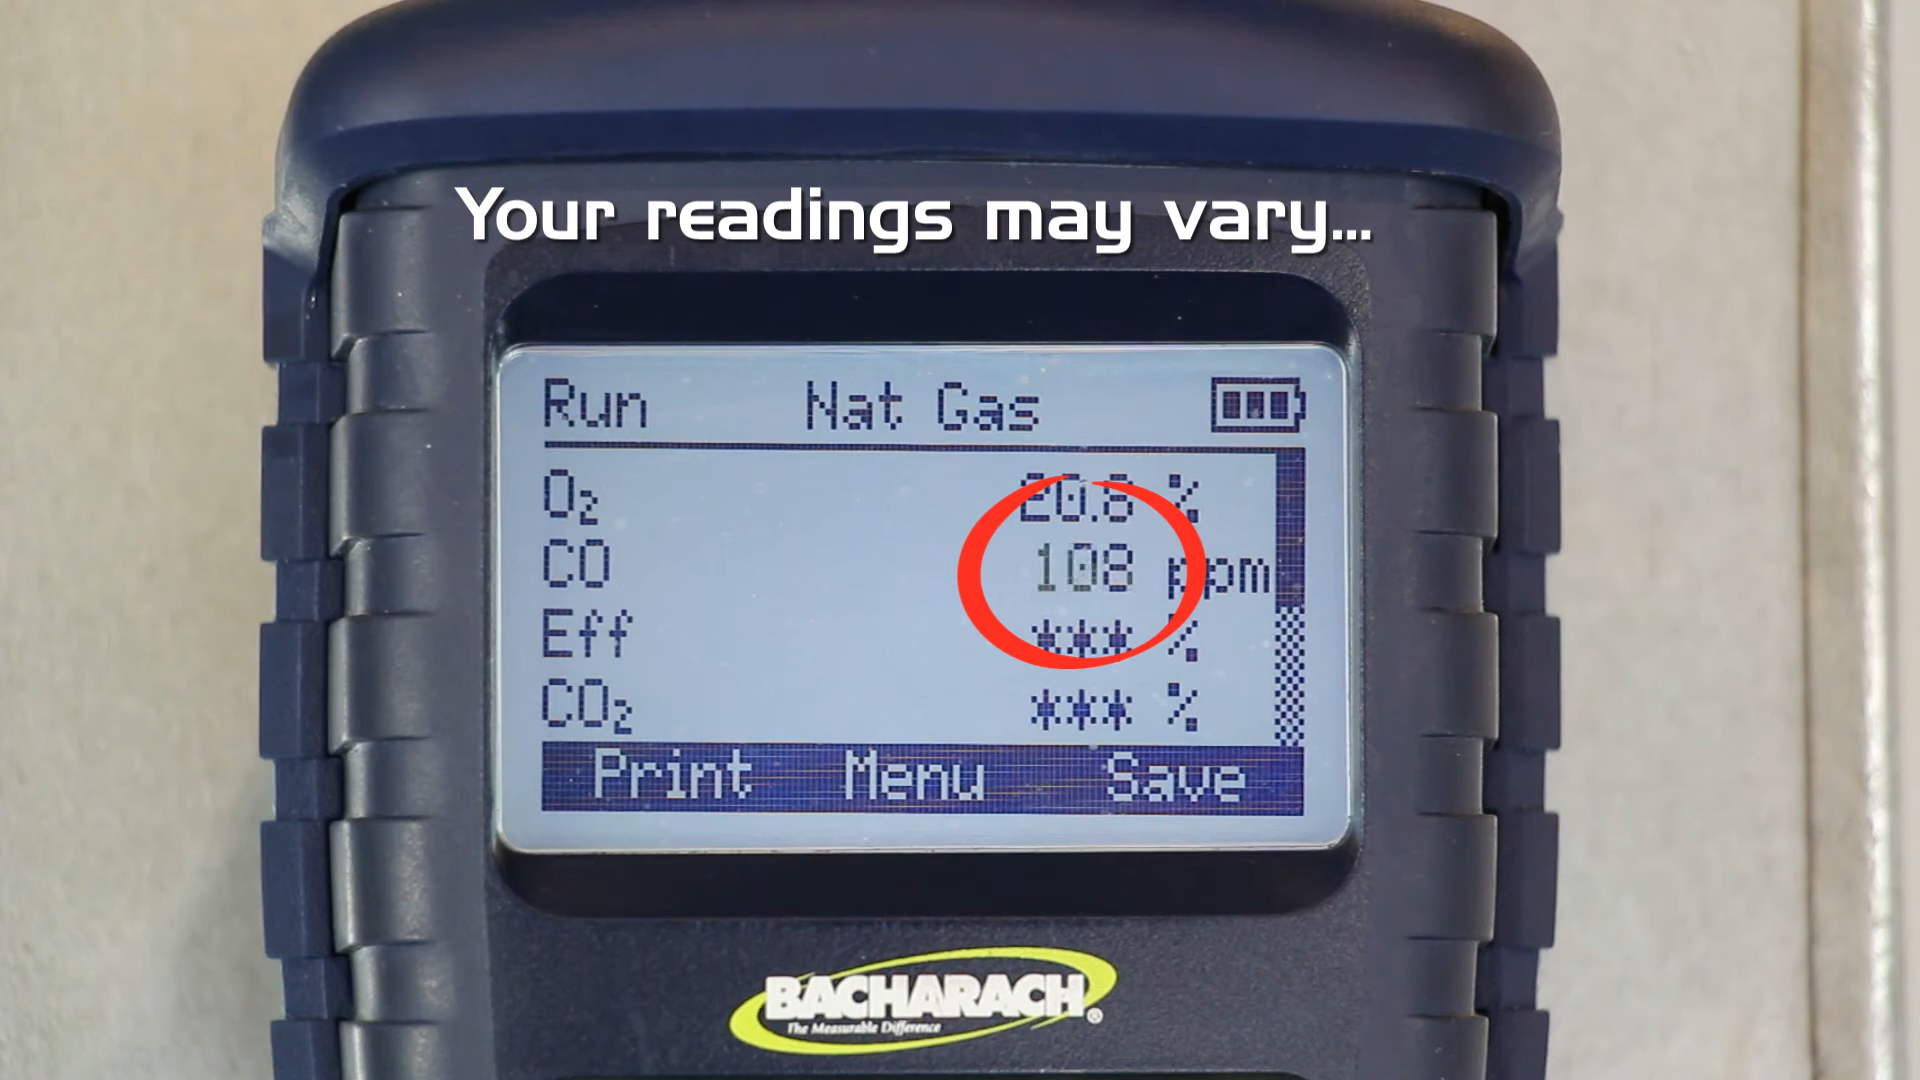 Your readings may vary...
Run Nat Gas
O₂ 20.8 %
CO 108 ppm
Eff *** %
CO₂ *** %
Print Menu Save
BACHARACH®
The Measurable Difference